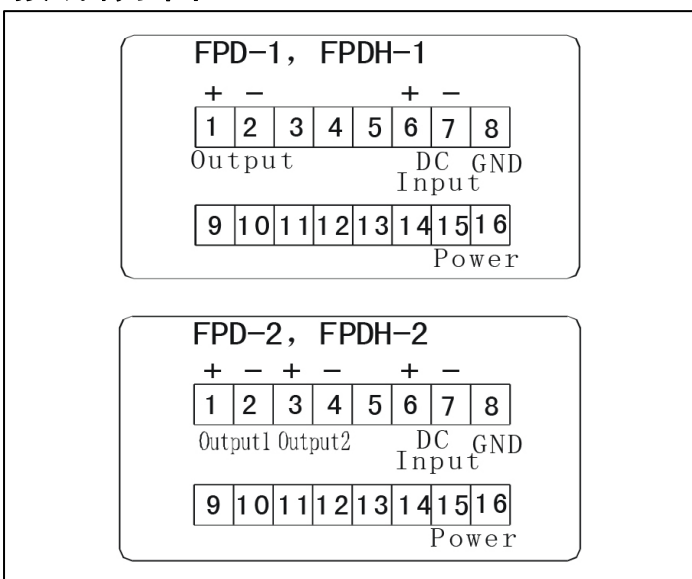 FPD-1, FPDH-1
+ - + -
1 2 3 4 5 6 7 8
Output DC GND
Input
9 10 11 12 13 14 15 16
Power
FPD-2, FPDH-2
+ - + - + -
1 2 3 4 5 6 7 8
Output1 Output2 DC GND
Input
9 10 11 12 13 14 15 16
Power